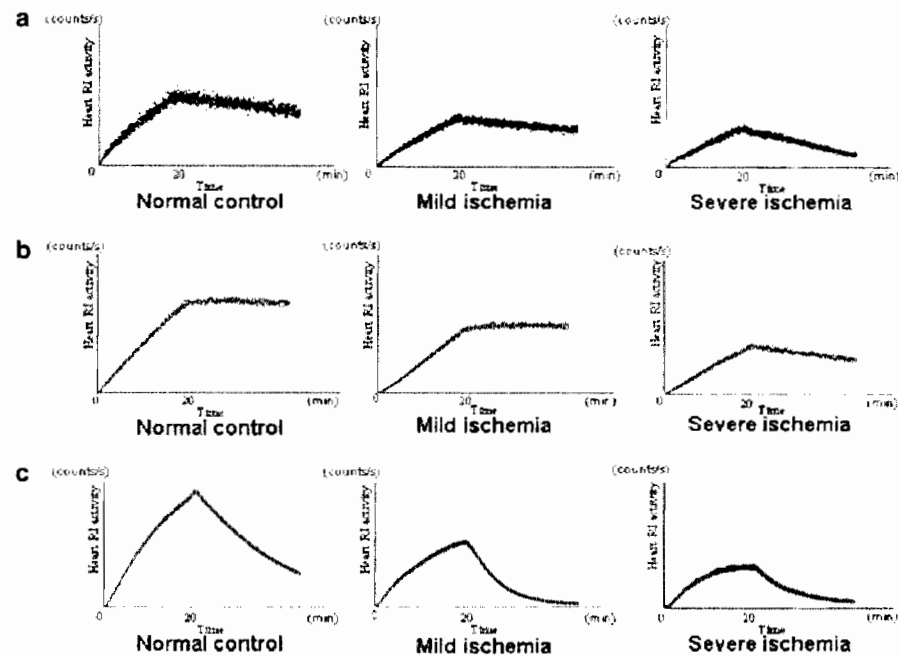 a
(counts/s) (counts/s) (counts/s)
Heart RI activity Heart RI activity Heart RI activity
0 20 (min) 0 20 (min) 0 20 (min)
Time Time Time
Normal control Mild ischemia Severe ischemia
b
(counts/s) (counts/s) (counts/s)
Heart RI activity Heart RI activity Heart RI activity
0 20 (min) 0 20 (min) 0 20 (min)
Time Time Time
Normal control Mild ischemia Severe ischemia
c
(counts/s) (counts/s) (counts/s)
Heart RI activity Heart RI activity Heart RI activity
0 20 (min) 0 20 (min) 0 20 (min)
Time Time Time
Normal control Mild ischemia Severe ischemia